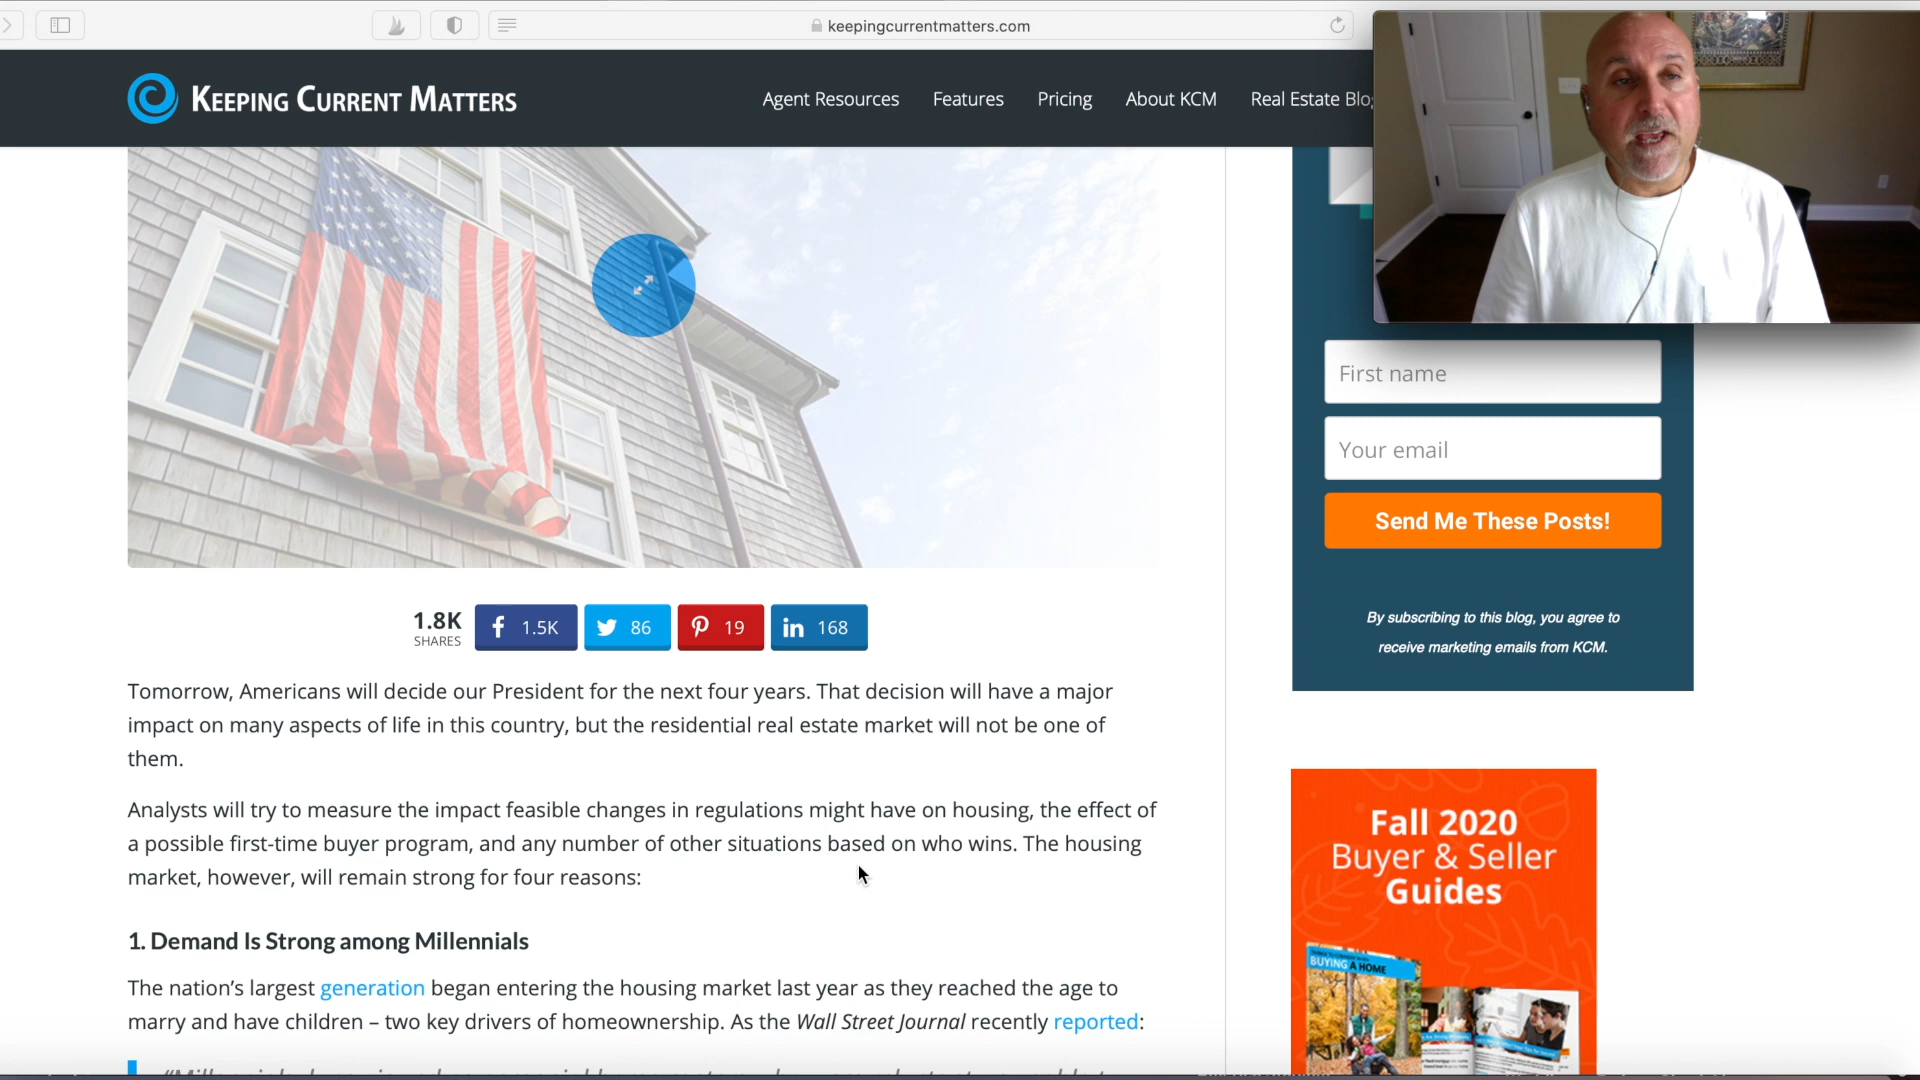 keepingcurrentmatters.com
KEEPING CURRENT MATTERS
Agent Resources Features Pricing About KCM Real Estate Blog
First name
Your email
Send Me These Posts!
By subscribing to this blog, you agree to
receive marketing emails from KCM.
1.8K
SHARES
1.5K 86 19 168
Tomorrow, Americans will decide our President for the next four years. That decision will have a major
impact on many aspects of life in this country, but the residential real estate market will not be one of
them.
Analysts will try to measure the impact feasible changes in regulations might have on housing, the effect of
a possible first-time buyer program, and any number of other situations based on who wins. The housing
market, however, will remain strong for four reasons:
1. Demand Is Strong among Millennials
The nation's largest generation began entering the housing market last year as they reached the age to
marry and have children – two key drivers of homeownership. As the Wall Street Journal recently reported:
Fall 2020
Buyer & Seller
Guides
BUYING A HOME